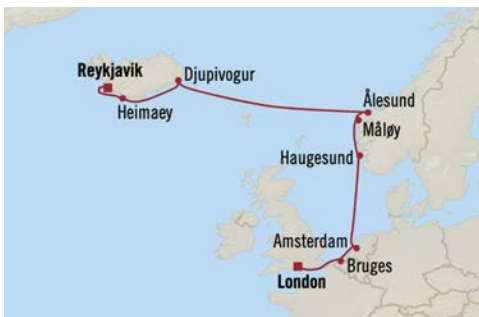 Reykjavik
Djupivogur
Heimaey
Ålesund
Måløy
Haugesund
Amsterdam
Bruges
London